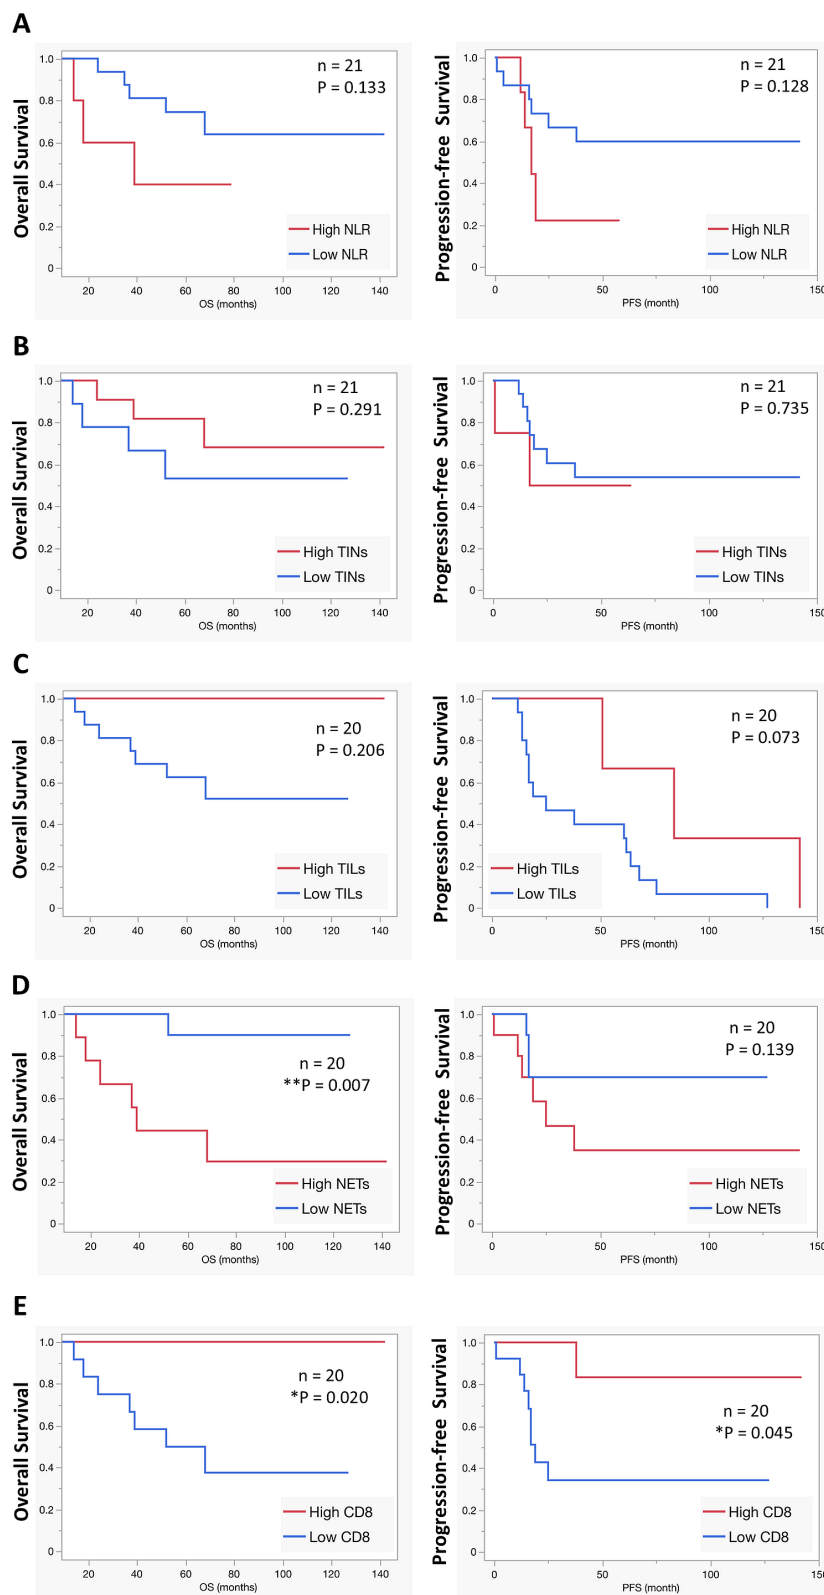 A
Overall Survival
1.0
0.8
0.6
0.4
0.2
0
n = 21
P = 0.133
High NLR
Low NLR
20 40 60 80 100 120 140
OS (months)
Progression-free Survival
1.0
0.8
0.6
0.4
0.2
0
n = 21
P = 0.128
High NLR
Low NLR
0 50 100 150
PFS (month)
B
Overall Survival
1.0
0.8
0.6
0.4
0.2
0
n = 21
P = 0.291
High TINs
Low TINs
20 40 60 80 100 120 140
OS (months)
Progression-free Survival
1.0
0.8
0.6
0.4
0.2
0
n = 21
P = 0.735
High TINs
Low TINs
0 50 100 150
PFS (month)
C
Overall Survival
1.0
0.8
0.6
0.4
0.2
0
n = 20
P = 0.206
High TILs
Low TILs
20 40 60 80 100 120 140
OS (months)
Progression-free Survival
1.0
0.8
0.6
0.4
0.2
0
n = 20
P = 0.073
High TILs
Low TILs
0 50 100 150
PFS (month)
D
Overall Survival
1.0
0.8
0.6
0.4
0.2
0
n = 20
**P = 0.007
High NETs
Low NETs
20 40 60 80 100 120 140
OS (months)
Progression-free Survival
1.0
0.8
0.6
0.4
0.2
0
n = 20
P = 0.139
High NETs
Low NETs
0 50 100 150
PFS (month)
E
Overall Survival
1.0
0.8
0.6
0.4
0.2
0
n = 20
*P = 0.020
High CD8
Low CD8
20 40 60 80 100 120 140
OS (months)
Progression-free Survival
1.0
0.8
0.6
0.4
0.2
0
n = 20
*P = 0.045
High CD8
Low CD8
0 50 100 150
PFS (month)